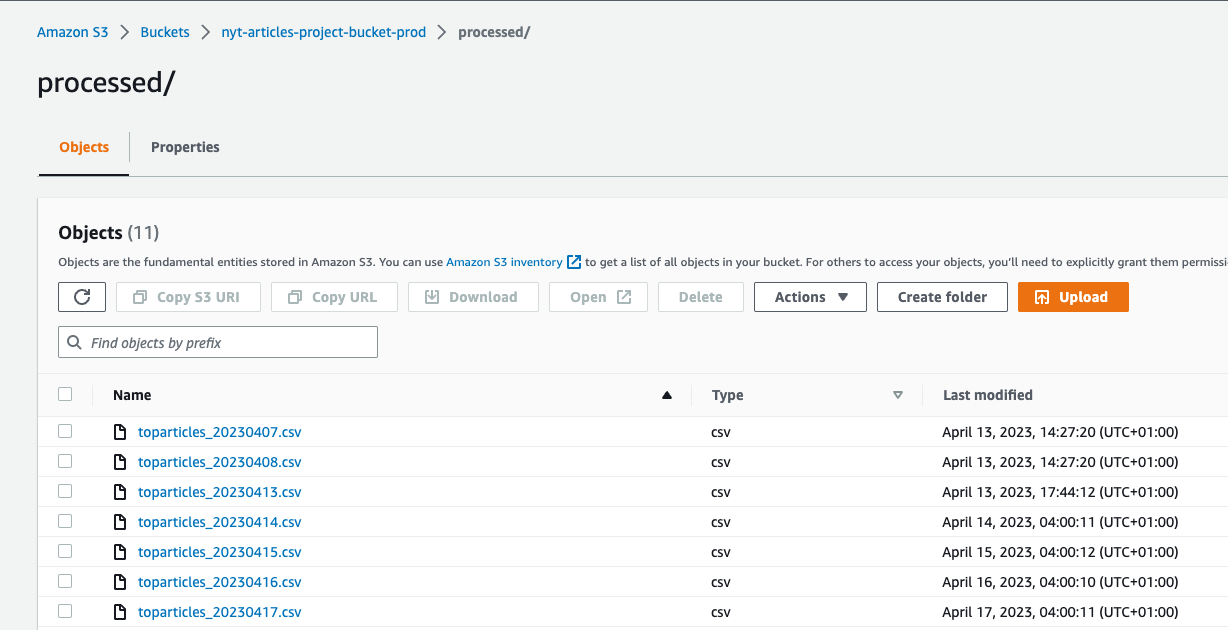 Amazon S3 > Buckets > nyt-articles-project-bucket-prod > processed/
processed/
Objects Properties
Objects (11)
Objects are the fundamental entities stored in Amazon S3. You can use Amazon S3 inventory to get a list of all objects in your bucket. For others to access your objects, you'll need to explicitly grant them permissi
Copy S3 URI Copy URL Download Open Delete Actions Create folder Upload
Find objects by prefix
Name Type Last modified
toparticles_20230407.csv csv April 13, 2023, 14:27:20 (UTC+01:00)
toparticles_20230408.csv csv April 13, 2023, 14:27:20 (UTC+01:00)
toparticles_20230413.csv csv April 13, 2023, 17:44:12 (UTC+01:00)
toparticles_20230414.csv csv April 14, 2023, 04:00:11 (UTC+01:00)
toparticles_20230415.csv csv April 15, 2023, 04:00:12 (UTC+01:00)
toparticles_20230416.csv csv April 16, 2023, 04:00:10 (UTC+01:00)
toparticles_20230417.csv csv April 17, 2023, 04:00:11 (UTC+01:00)